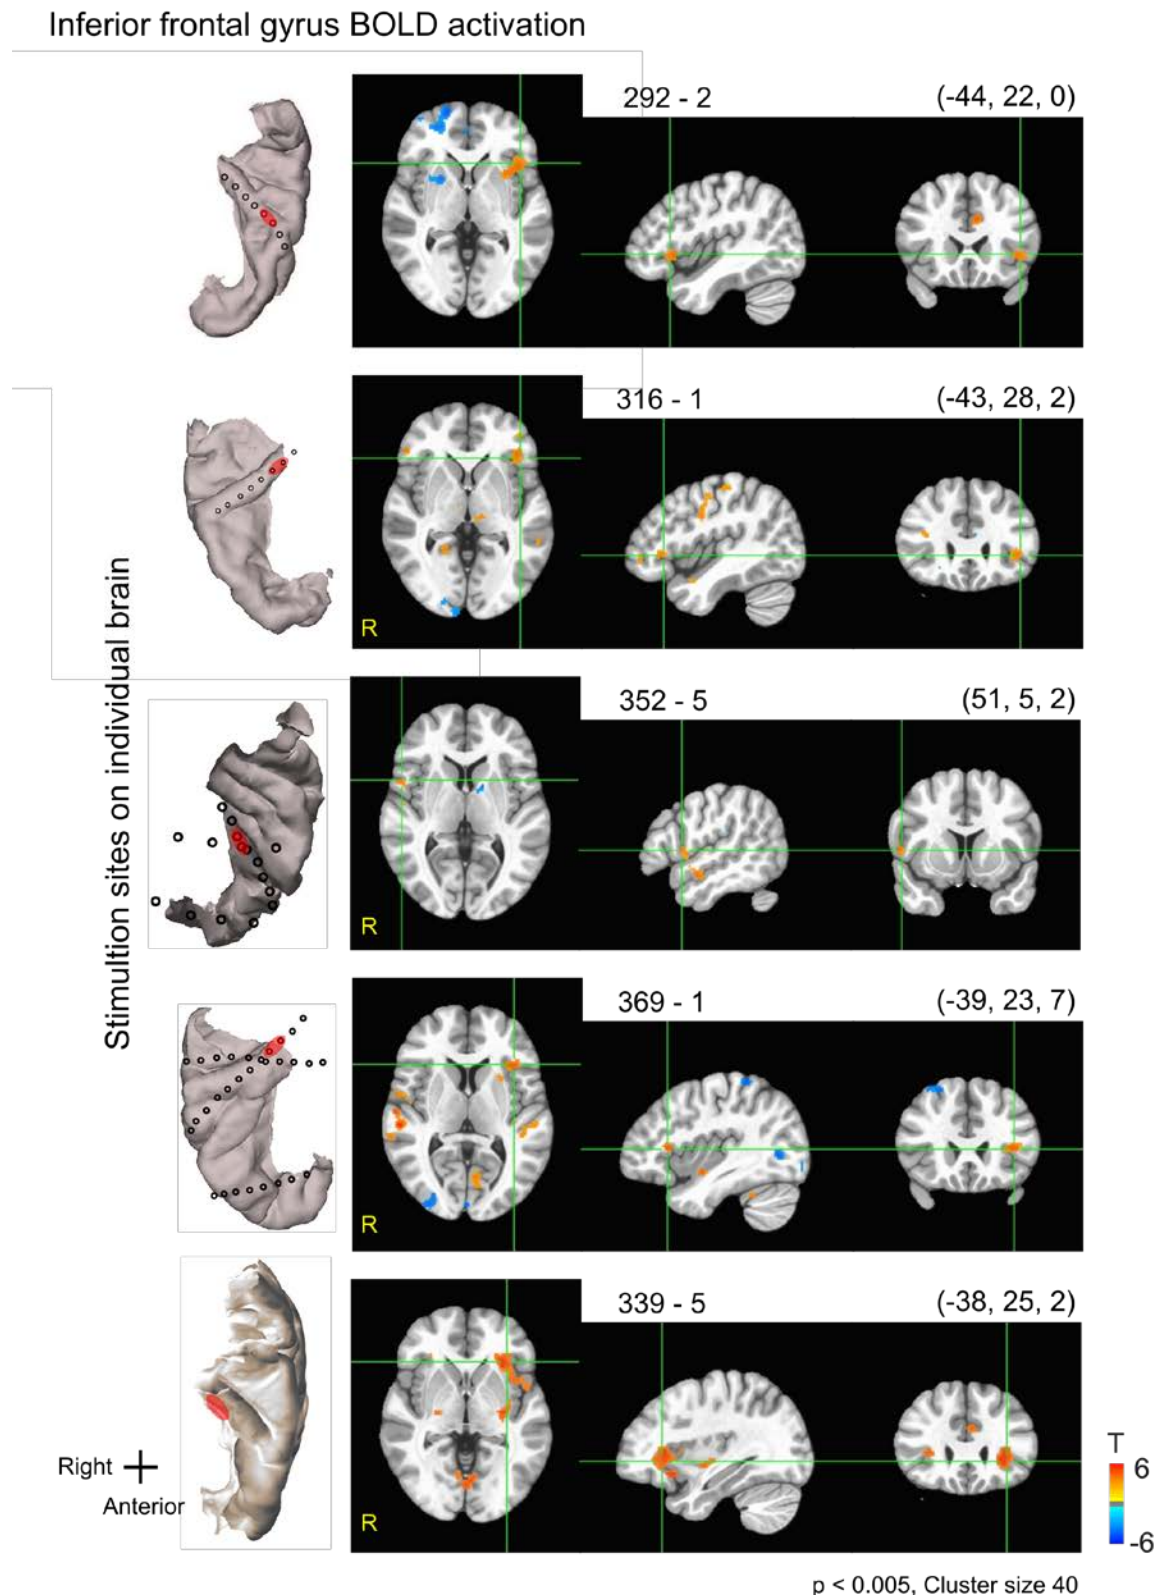 Inferior frontal gyrus BOLD activation
292 - 2
(-44, 22, 0)
316 - 1
(-43, 28, 2)
R
Stimultion sites on individual brain
352 - 5
(51, 5, 2)
R
369 - 1
(-39, 23, 7)
R
339 - 5
(-38, 25, 2)
R
Right
Anterior
T
6
-6
p < 0.005, Cluster size 40